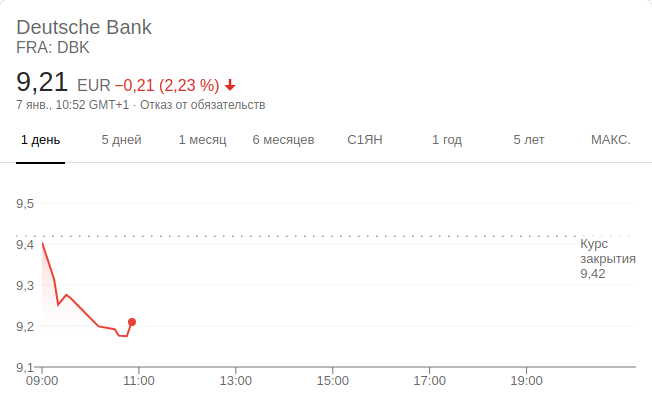 Deutsche Bank
FRA: DBK
9,21 EUR −0,21 (2,23 %)
7 янв., 10:52 GMT+1 · Отказ от обязательств
1 день 5 дней 1 месяц 6 месяцев С1ЯН 1 год 5 лет МАКС.
9,5
9,4
Курс
закрытия
9,42
9,3
9,2
9,1
09:00 11:00 13:00 15:00 17:00 19:00